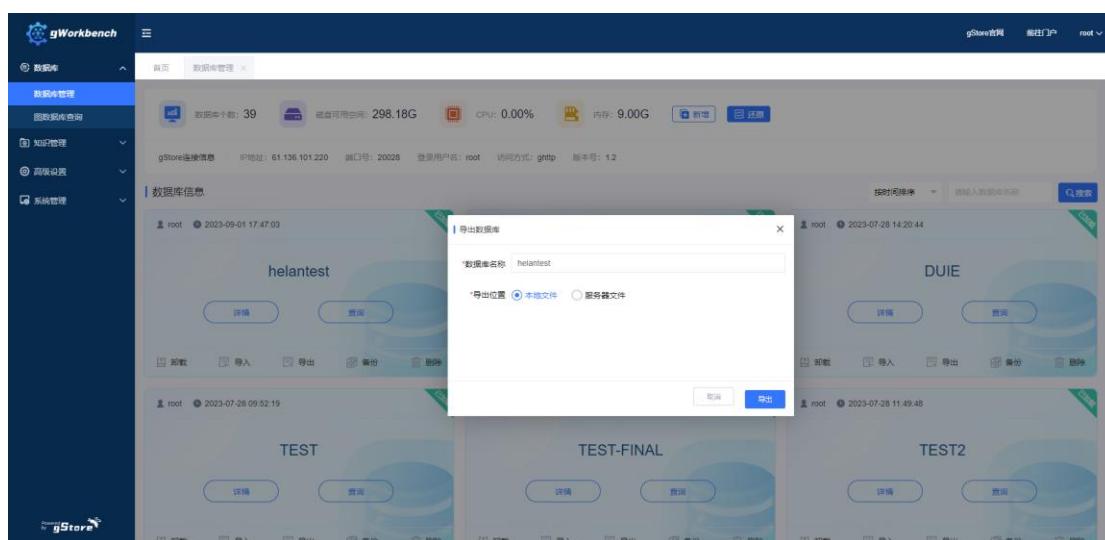 gWorkbench
gStore官网 前往门户 root
数据库
首页 数据库管理
数据库管理
图数据库查询
知识管理
高级设置
系统管理
数据库个数: 39 磁盘可用空间: 298.18G CPU: 0.00% 内存: 9.00G 新增 还原
gStore连接信息 IP地址: 61.136.101.220 端口号: 20028 登录用户名: root 访问方式: ghttp 版本号: 1.2
数据库信息 按时间排序 请输入数据库名称 搜索
root 2023-09-01 17:47:03
helantest
详情 查询
卸载 导入 导出 备份 删除
导出数据库
*数据库名称 helantest
*导出位置 本地文件 服务器文件
取消 导出
root 2023-07-28 14:20:44
DUIE
详情 查询
卸载 导入 导出 备份 删除
root 2023-07-28 09:52:19
TEST
详情 查询
TEST-FINAL
详情 查询
root 2023-07-28 11:49:48
TEST2
详情 查询
Powered by gStore